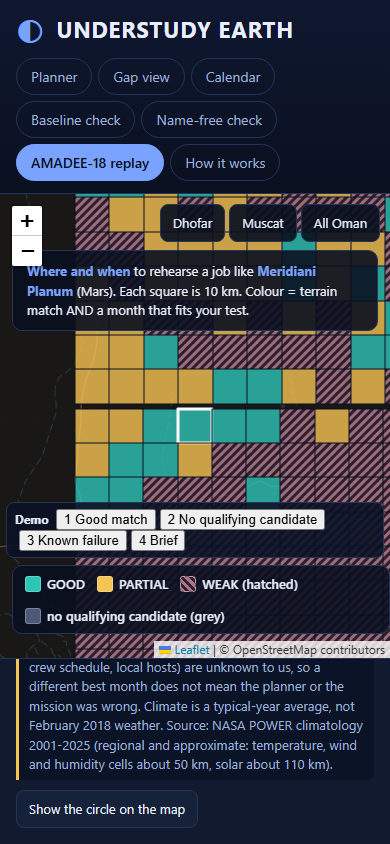 UNDERSTUDY EARTH
Planner
Gap view
Calendar
Baseline check
Name-free check
AMADEE-18 replay
How it works
+
−
Dhofar
Muscat
All Oman
Where and when to rehearse a job like Meridiani
Planum (Mars). Each square is 10 km. Colour = terrain
match AND a month that fits your test.
Demo
1 Good match
2 No qualifying candidate
3 Known failure
4 Brief
GOOD
PARTIAL
WEAK (hatched)
no qualifying candidate (grey)
Leaflet | © OpenStreetMap contributors
crew schedule, local hosts) are unknown to us, so a
different best month does not mean the planner or the
mission was wrong. Climate is a typical-year average, not
February 2018 weather. Source: NASA POWER climatology
2001-2025 (regional and approximate: temperature, wind
and humidity cells about 50 km, solar about 110 km).
Show the circle on the map